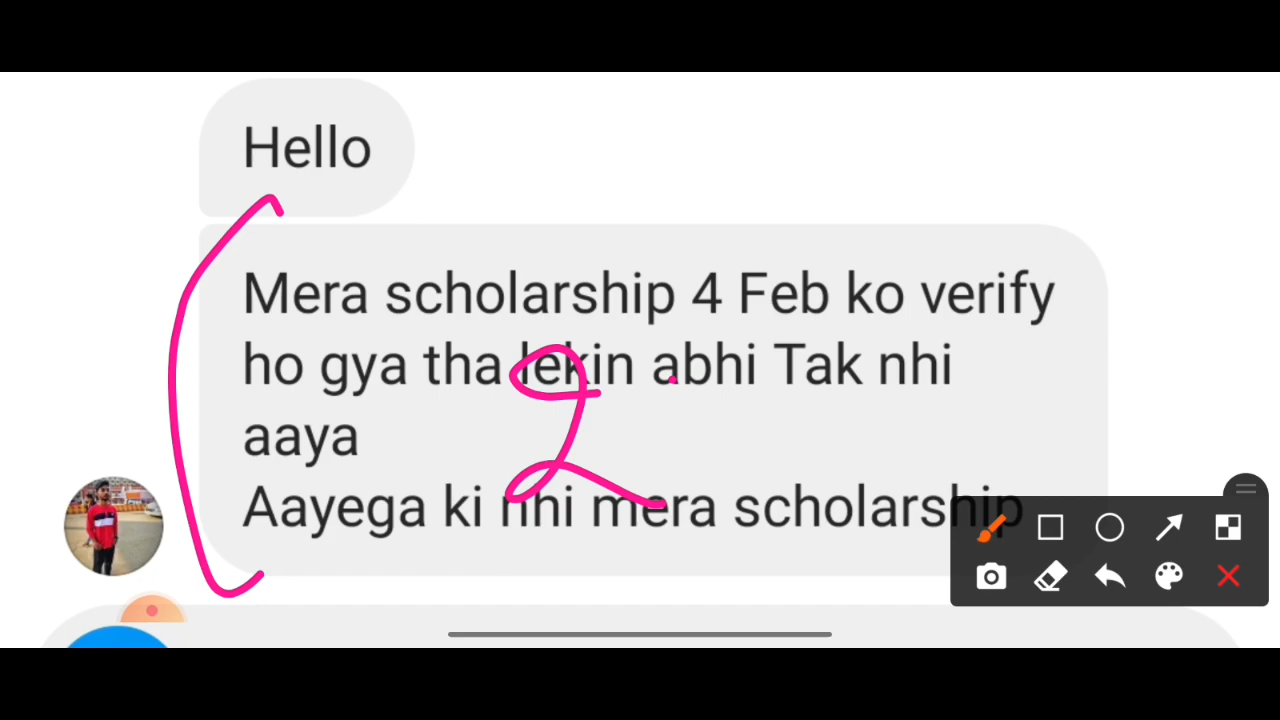 Hello
Mera scholarship 4 Feb ko verify
ho gya tha lekin abhi Tak nhi
aaya
Aayega ki nhi mera scholarship
2